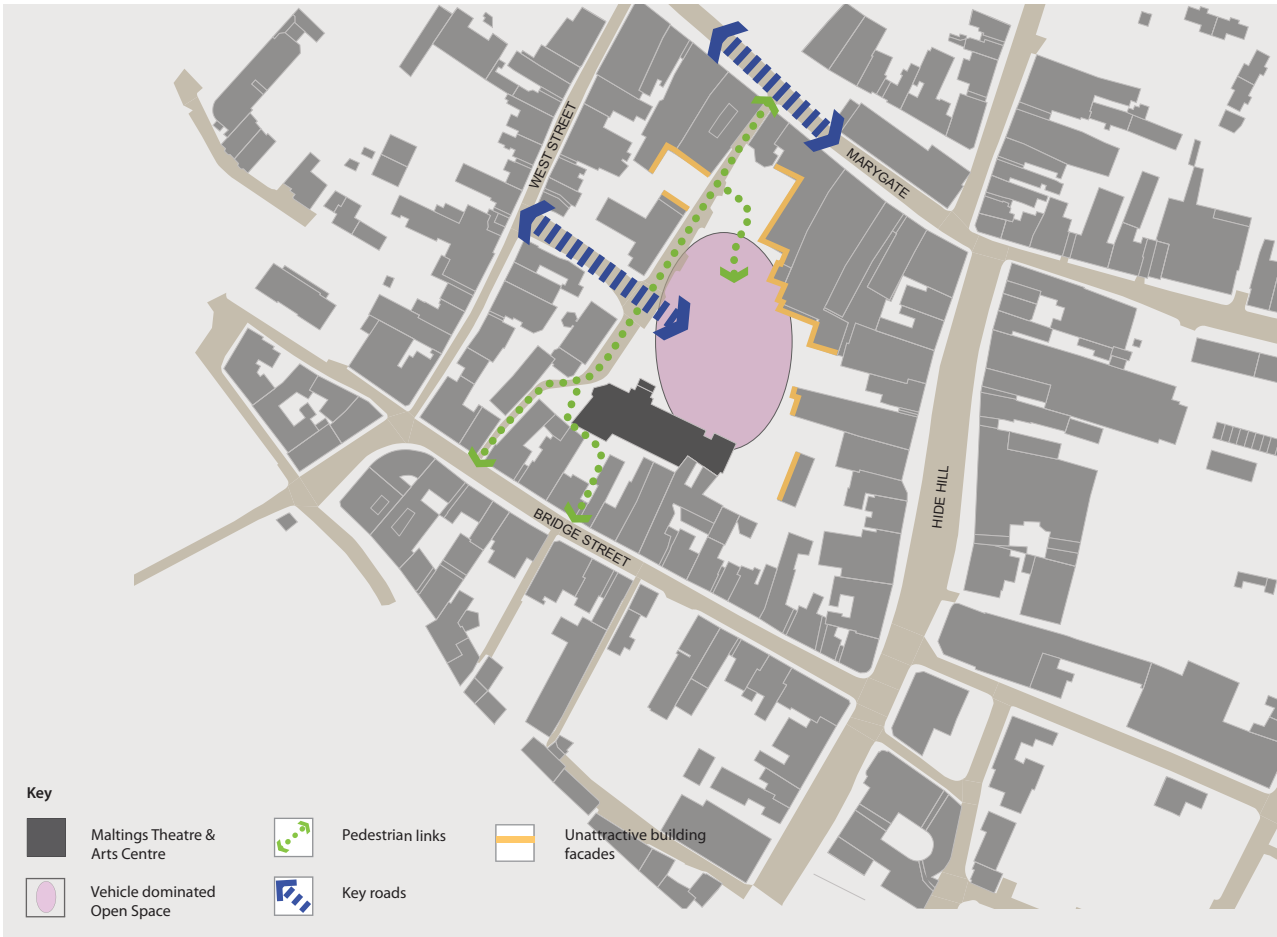 WEST STREET
MARYGATE
HIDE HILL
BRIDGE STREET
Key
Maltings Theatre &
Arts Centre
Vehicle dominated
Open Space
Pedestrian links
Key roads
Unattractive building
facades